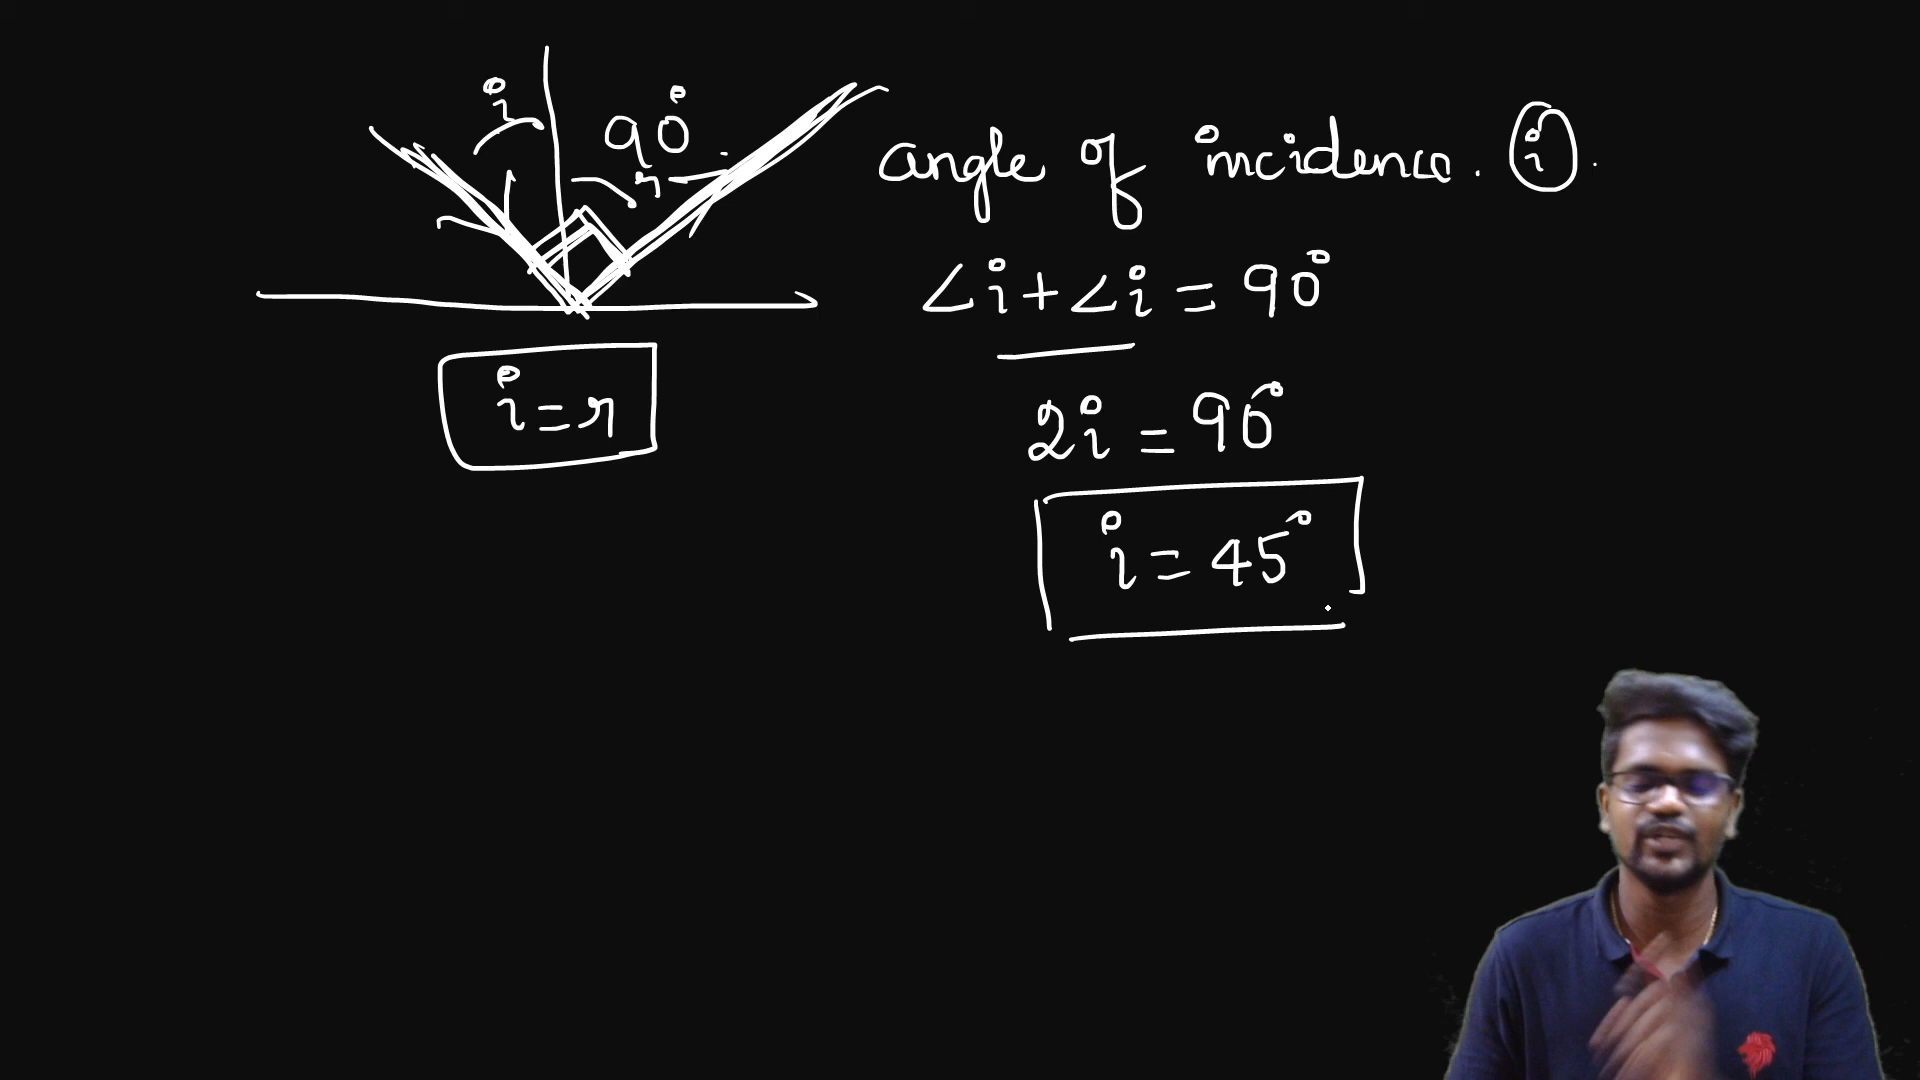 i
90°
r
angle of incidence. i.
∠i+∠i = 90°
i = r
2i = 90°
i = 45°